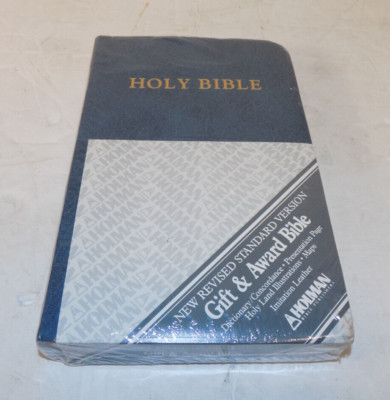 HOLY BIBLE
NEW REVISED STANDARD VERSION
Gift & Award Bible
Dictionary/Concordance • Presentation Page
Holy Land Illustrations • Maps
Imitation Leather
HOLMAN